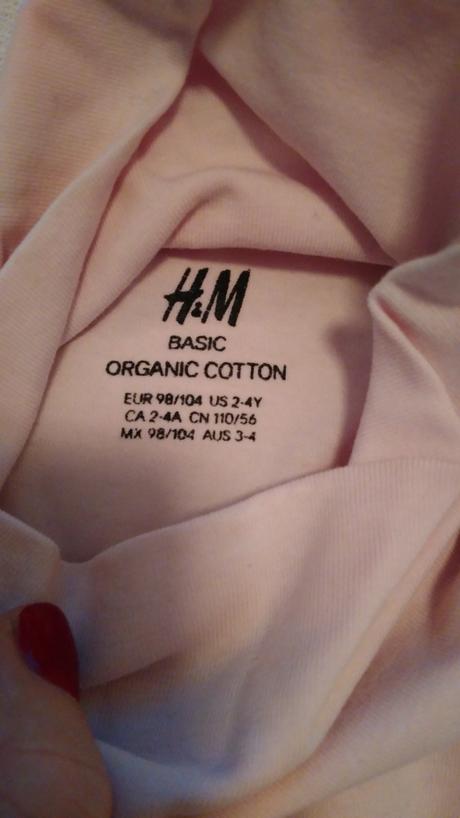 H&M
BASIC
ORGANIC COTTON
EUR 98/104 US 2-4Y
CA 2-4A CN 110/56
MX 98/104 AUS 3-4